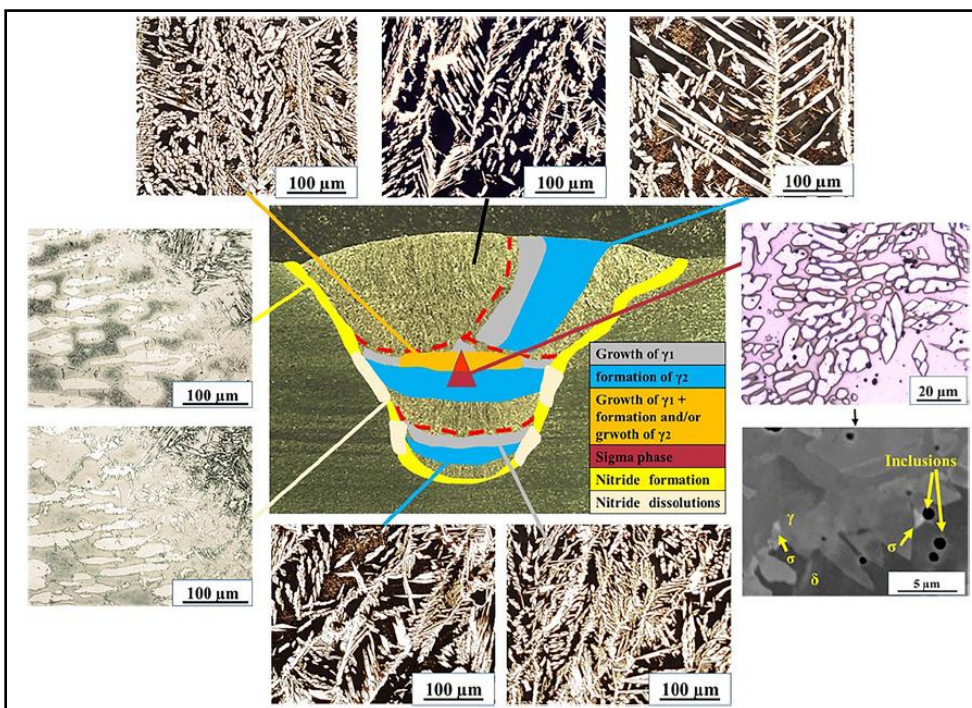 100 µm
100 µm
100 µm
100 µm
100 µm
Growth of γ1
formation of γ2
Growth of γ1 +
formation and/or
grwoth of γ2
Sigma phase
Nitride formation
Nitride dissolutions
20 µm
Inclusions
γ
σ
σ
δ
5 µm
100 µm
100 µm